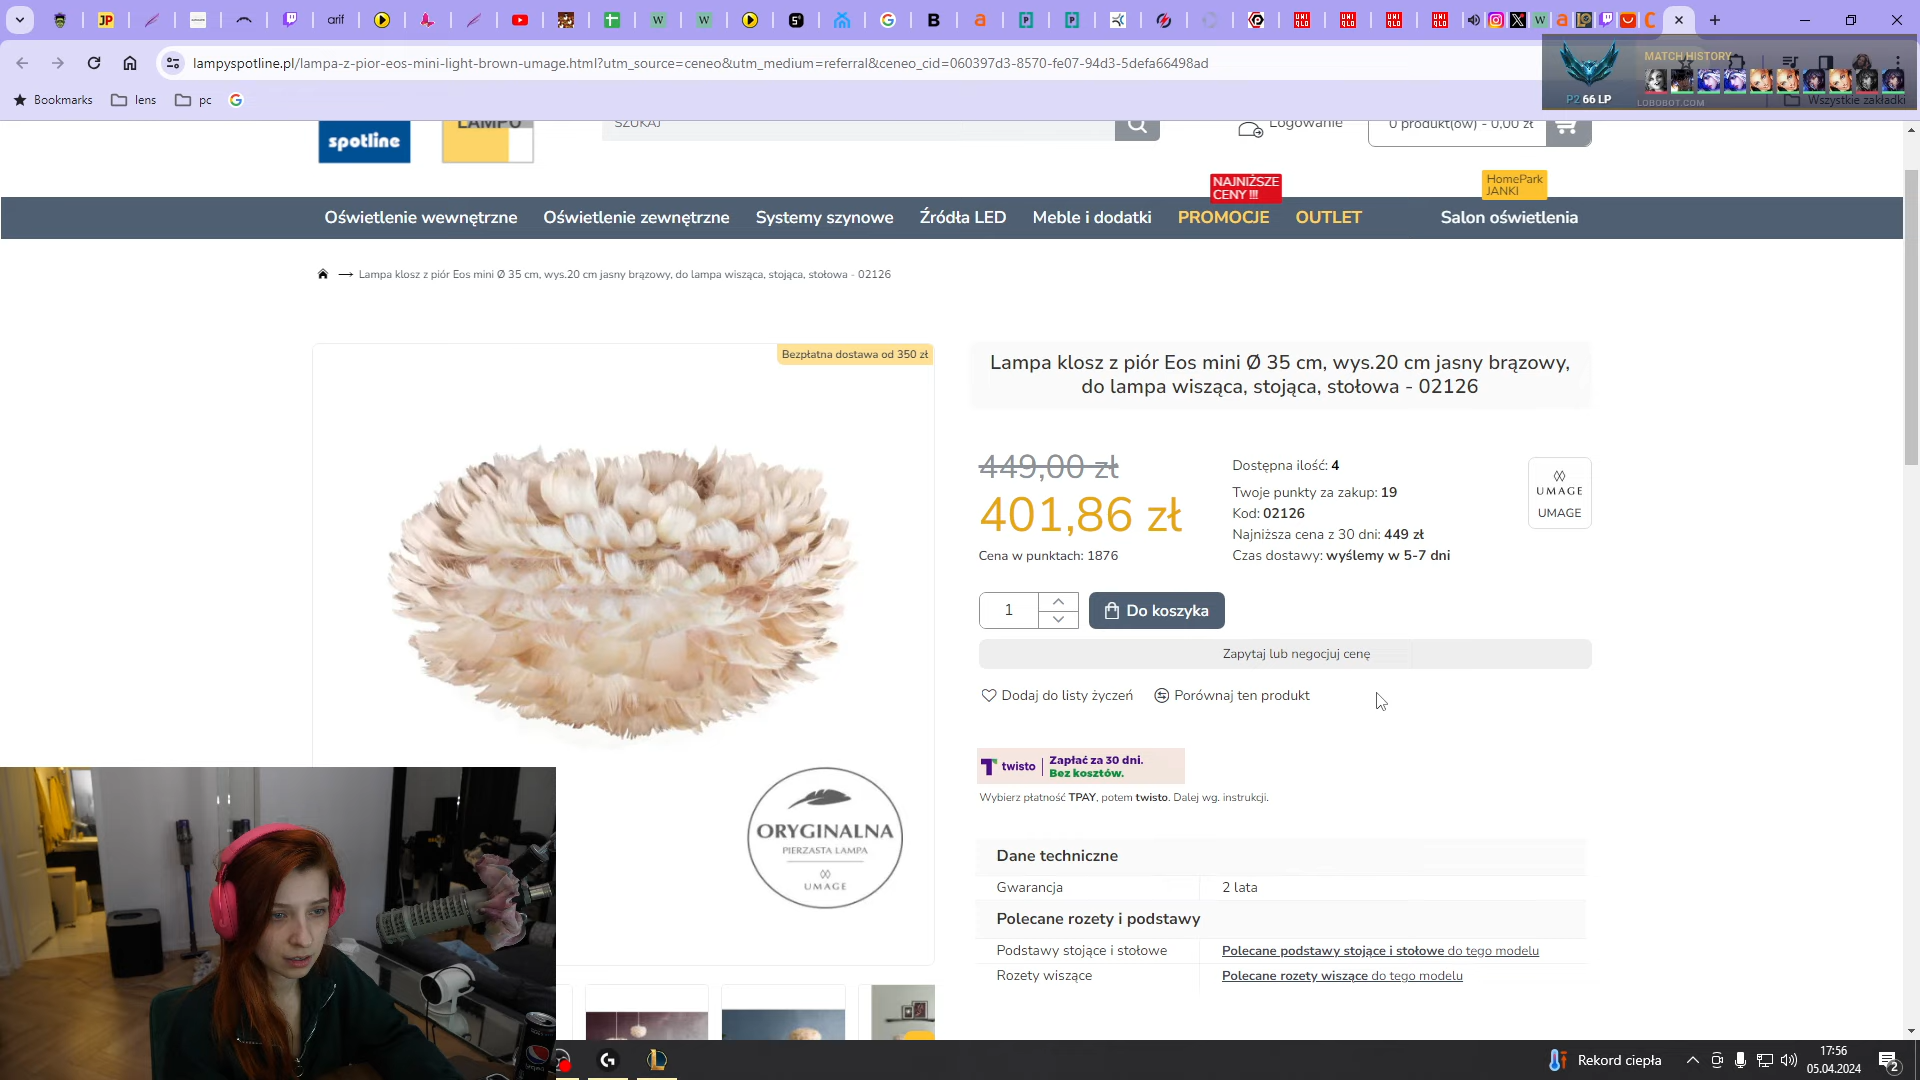 arif
lampyspotline.pl/lampa-z-pior-eos-mini-light-brown-umage.html?utm_source=ceneo&utm_medium=referral&ceneo_cid=060397d3-8570-fe07-94d3-5defa66498ad
MATCH HISTORY
P2 66 LP
LOBOBOT.COM
Bookmarks
lens
pc
Wszystkie zakładki
spotline
LAMPO
SZUKAJ
Logowanie
0 produkt(ów) - 0,00 zł
NAJNIŻSZE
CENY !!!
HomePark
JANKI
Oświetlenie wewnętrzne
Oświetlenie zewnętrzne
Systemy szynowe
Źródła LED
Meble i dodatki
PROMOCJE
OUTLET
Salon oświetlenia
Lampa klosz z piór Eos mini Ø 35 cm, wys.20 cm jasny brązowy, do lampa wisząca, stojąca, stołowa - 02126
Bezpłatna dostawa od 350 zł
Lampa klosz z piór Eos mini Ø 35 cm, wys.20 cm jasny brązowy,
do lampa wisząca, stojąca, stołowa - 02126
449,00 zł
401,86 zł
Cena w punktach: 1876
Dostępna ilość: 4
Twoje punkty za zakup: 19
Kod: 02126
Najniższa cena z 30 dni: 449 zł
Czas dostawy: wyślemy w 5-7 dni
UMAGE
UMAGE
1
Do koszyka
Zapytaj lub negocjuj cenę
Dodaj do listy życzeń
Porównaj ten produkt
twisto
Zapłać za 30 dni.
Bez kosztów.
Wybierz płatność TPAY, potem twisto. Dalej wg. instrukcji.
ORYGINALNA
PIERZASTA LAMPA
UMAGE
Dane techniczne
Gwarancja
2 lata
Polecane rozety i podstawy
Podstawy stojące i stołowe
Polecane podstawy stojące i stołowe do tego modelu
Rozety wiszące
Polecane rozety wiszące do tego modelu
Rekord ciepła
17:56
05.04.2024
2